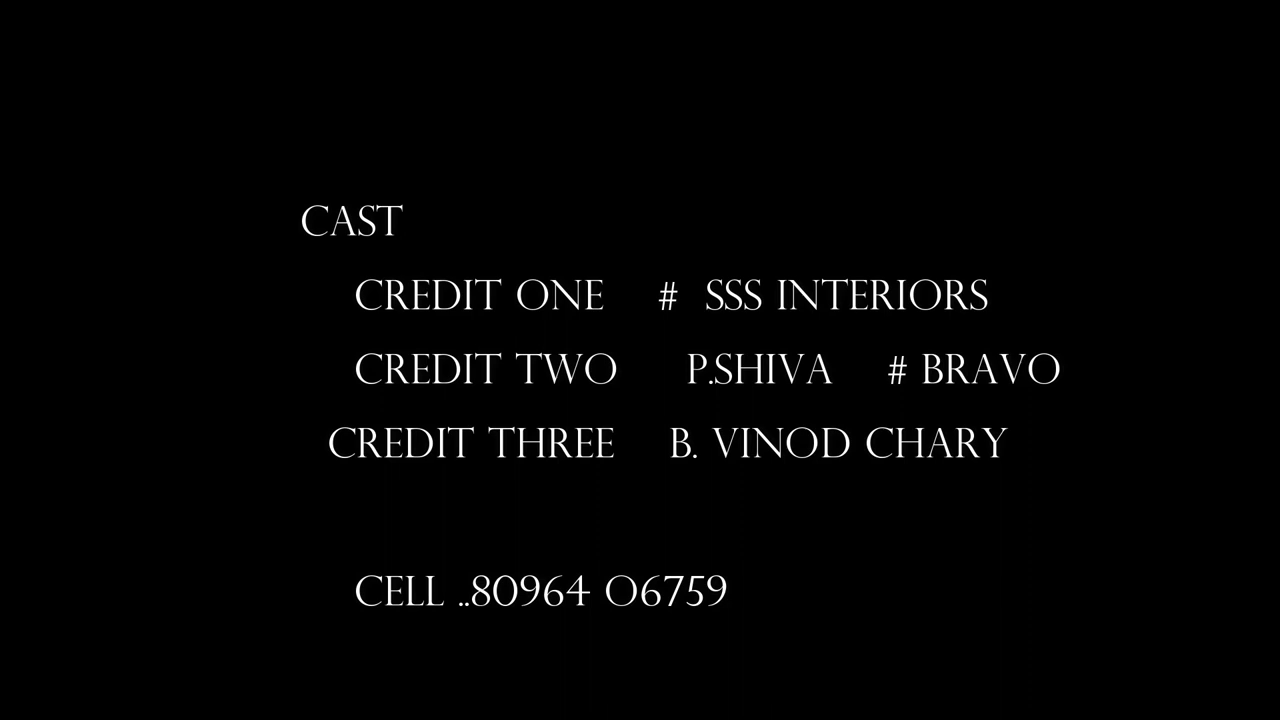 CAST
CREDIT ONE # SSS INTERIORS
CREDIT TWO P.SHIVA # BRAVO
CREDIT THREE B. VINOD CHARY
CELL ..80964 O6759